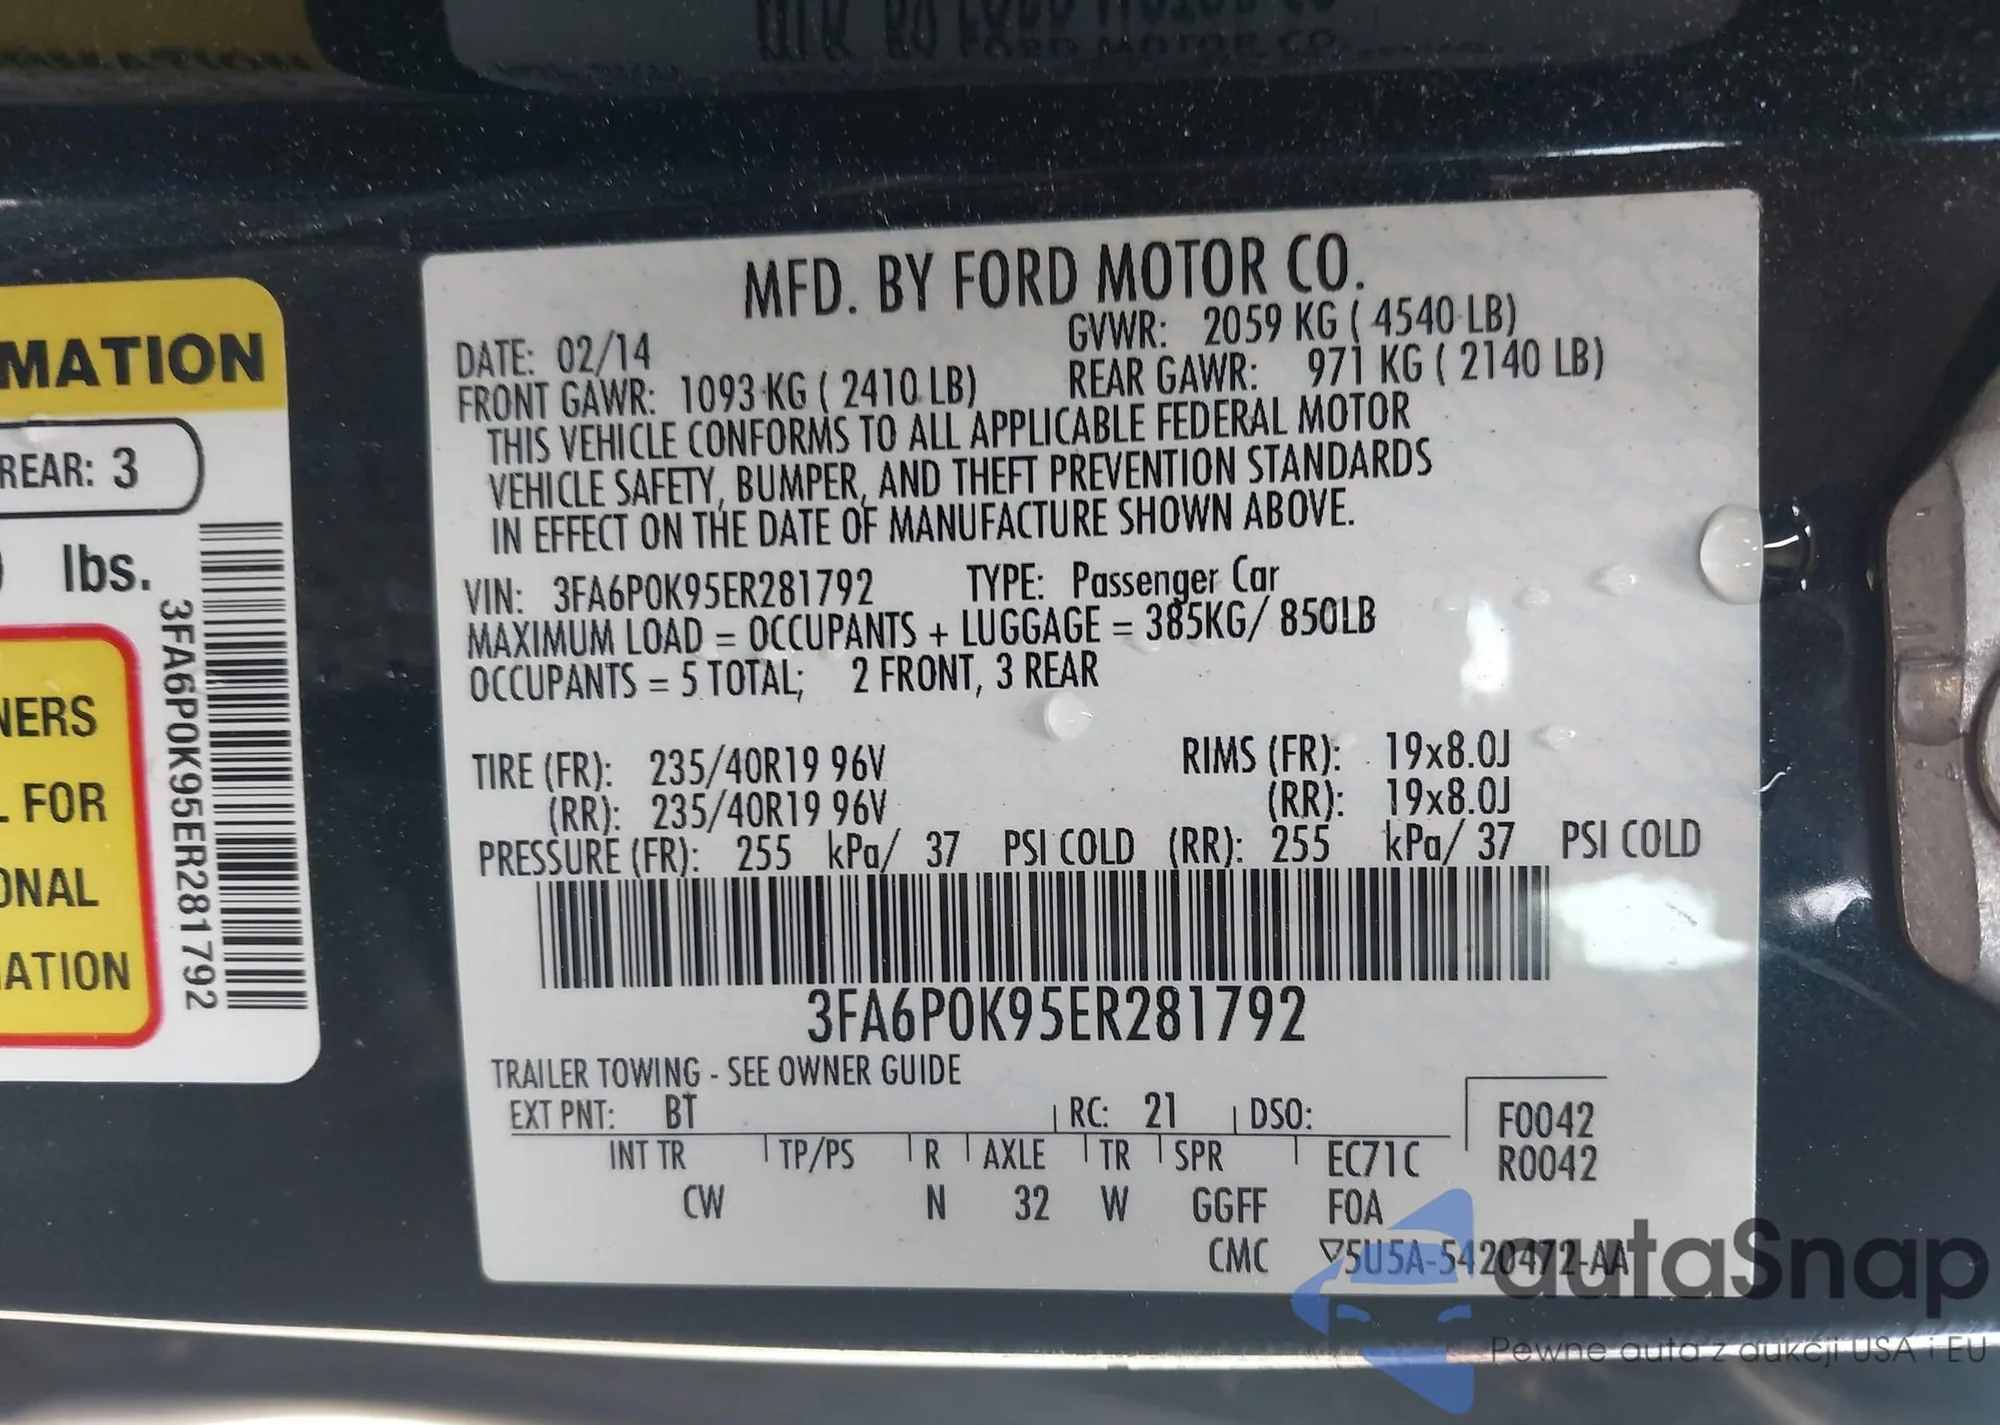 MFD. BY FORD MOTOR CO.
DATE: 02/14
GVWR: 2059 KG ( 4540 LB)
FRONT GAWR: 1093 KG ( 2410 LB)
REAR GAWR: 971 KG ( 2140 LB)
THIS VEHICLE CONFORMS TO ALL APPLICABLE FEDERAL MOTOR
VEHICLE SAFETY, BUMPER, AND THEFT PREVENTION STANDARDS
IN EFFECT ON THE DATE OF MANUFACTURE SHOWN ABOVE.
VIN: 3FA6P0K95ER281792 TYPE: Passenger Car
MAXIMUM LOAD = OCCUPANTS + LUGGAGE = 385KG/ 850LB
OCCUPANTS = 5 TOTAL; 2 FRONT, 3 REAR
TIRE (FR): 235/40R19 96V RIMS (FR): 19x8.0J
(RR): 235/40R19 96V (RR): 19x8.0J
PRESSURE (FR): 255 kPa/ 37 PSI COLD (RR): 255 kPa/ 37 PSI COLD
3FA6P0K95ER281792
TRAILER TOWING - SEE OWNER GUIDE
EXT PNT: BT RC: 21 DSO: F0042
INT TR TP/PS R AXLE TR SPR EC71C R0042
CW N 32 W GGFF FOA
CMC ▽5U5A-5420472-AA
MATION
REAR: 3
lbs.
3FA6P0K95ER281792
NERS
L FOR
ONAL
ATION
autaSnap
Pewne auta z aukcji USA i EU